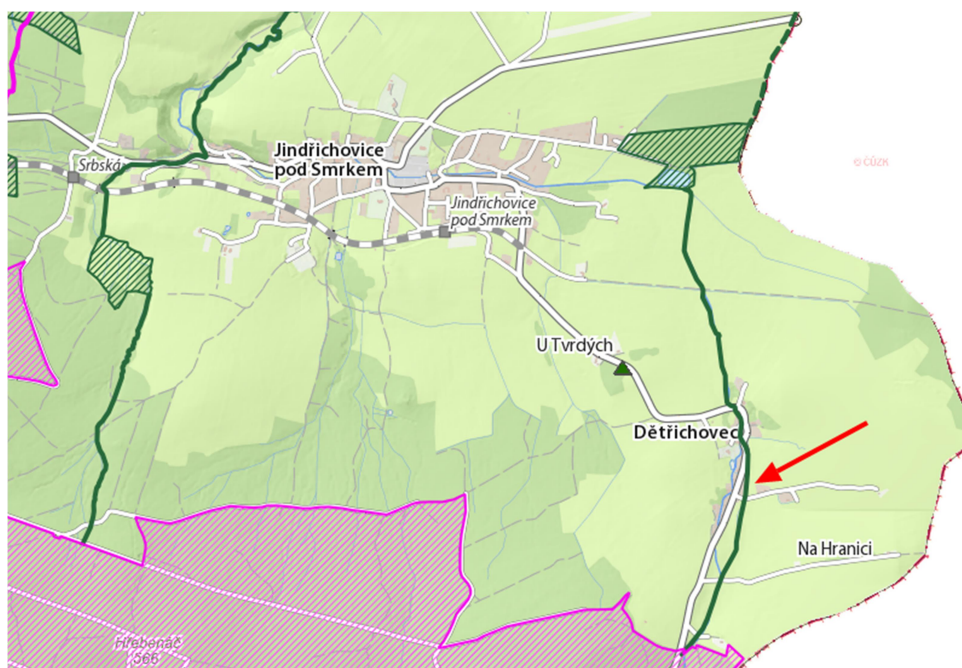 Srbská
Jindřichovice
pod Smrkem
© ČÚZK
Jindřichovice
pod Smrkem
U Tvrdých
Dětřichovec
Na Hranici
Hřebenáč
566